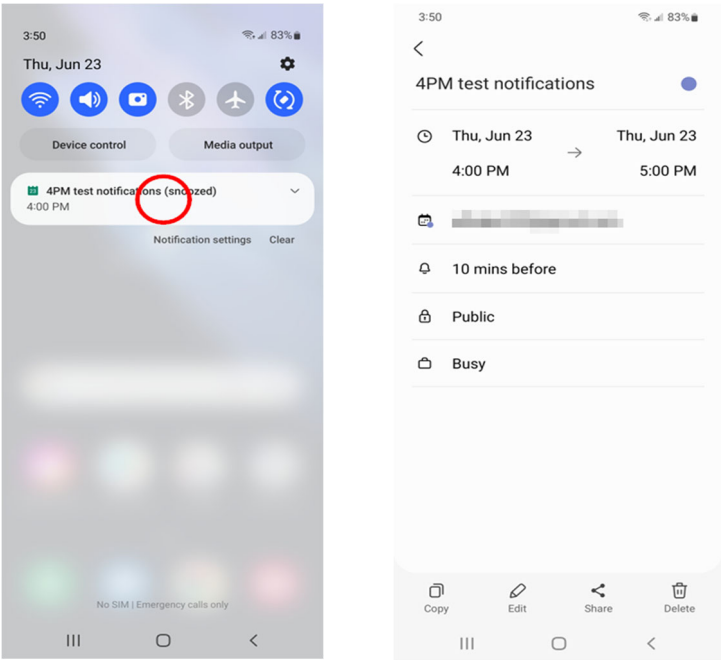 3:50
83%
Thu, Jun 23
Device control
Media output
4PM test notifications (snoozed)
4:00 PM
Notification settings
Clear
No SIM | Emergency calls only
3:50
83%
4PM test notifications
Thu, Jun 23
Thu, Jun 23
4:00 PM
5:00 PM
10 mins before
Public
Busy
Copy
Edit
Share
Delete